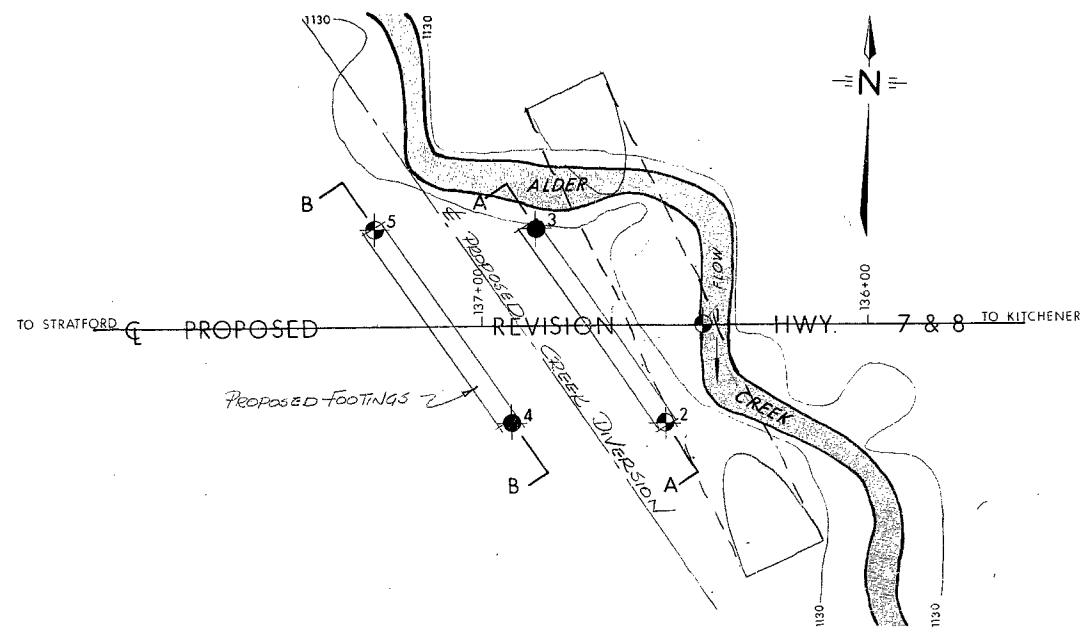 1130
1130
N
ALDER
A
3
B
5
℄ PROPOSED
CREEK DIVERSION
FLOW
137+00
136+00
TO STRATFORD ℄ PROPOSED REVISION HWY. 7 & 8 TO KITCHENER
PROPOSED FOOTINGS
4
2
CREEK
B
A
1130
1130